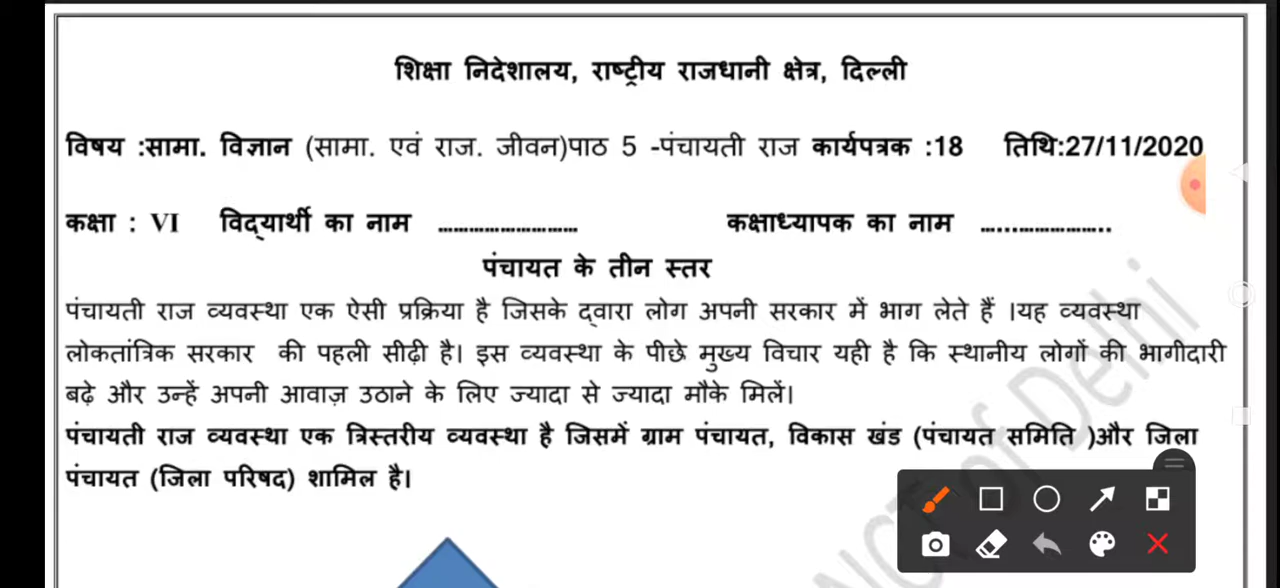 शिक्षा निदेशालय, राष्ट्रीय राजधानी क्षेत्र, दिल्ली
विषय :सामा. विज्ञान (सामा. एवं राज. जीवन)पाठ 5 -पंचायती राज कार्यपत्रक :18 तिथि:27/11/2020
कक्षा : VI विद्यार्थी का नाम ........................... कक्षाध्यापक का नाम .........................
पंचायत के तीन स्तर
पंचायती राज व्यवस्था एक ऐसी प्रक्रिया है जिसके द्वारा लोग अपनी सरकार में भाग लेते हैं ।यह व्यवस्था
लोकतांत्रिक सरकार की पहली सीढ़ी है। इस व्यवस्था के पीछे मुख्य विचार यही है कि स्थानीय लोगों की भागीदारी
बढ़े और उन्हें अपनी आवाज़ उठाने के लिए ज्यादा से ज्यादा मौके मिलें।
पंचायती राज व्यवस्था एक त्रिस्तरीय व्यवस्था है जिसमें ग्राम पंचायत, विकास खंड (पंचायत समिति )और जिला
पंचायत (जिला परिषद) शामिल है।
NCT of Delhi